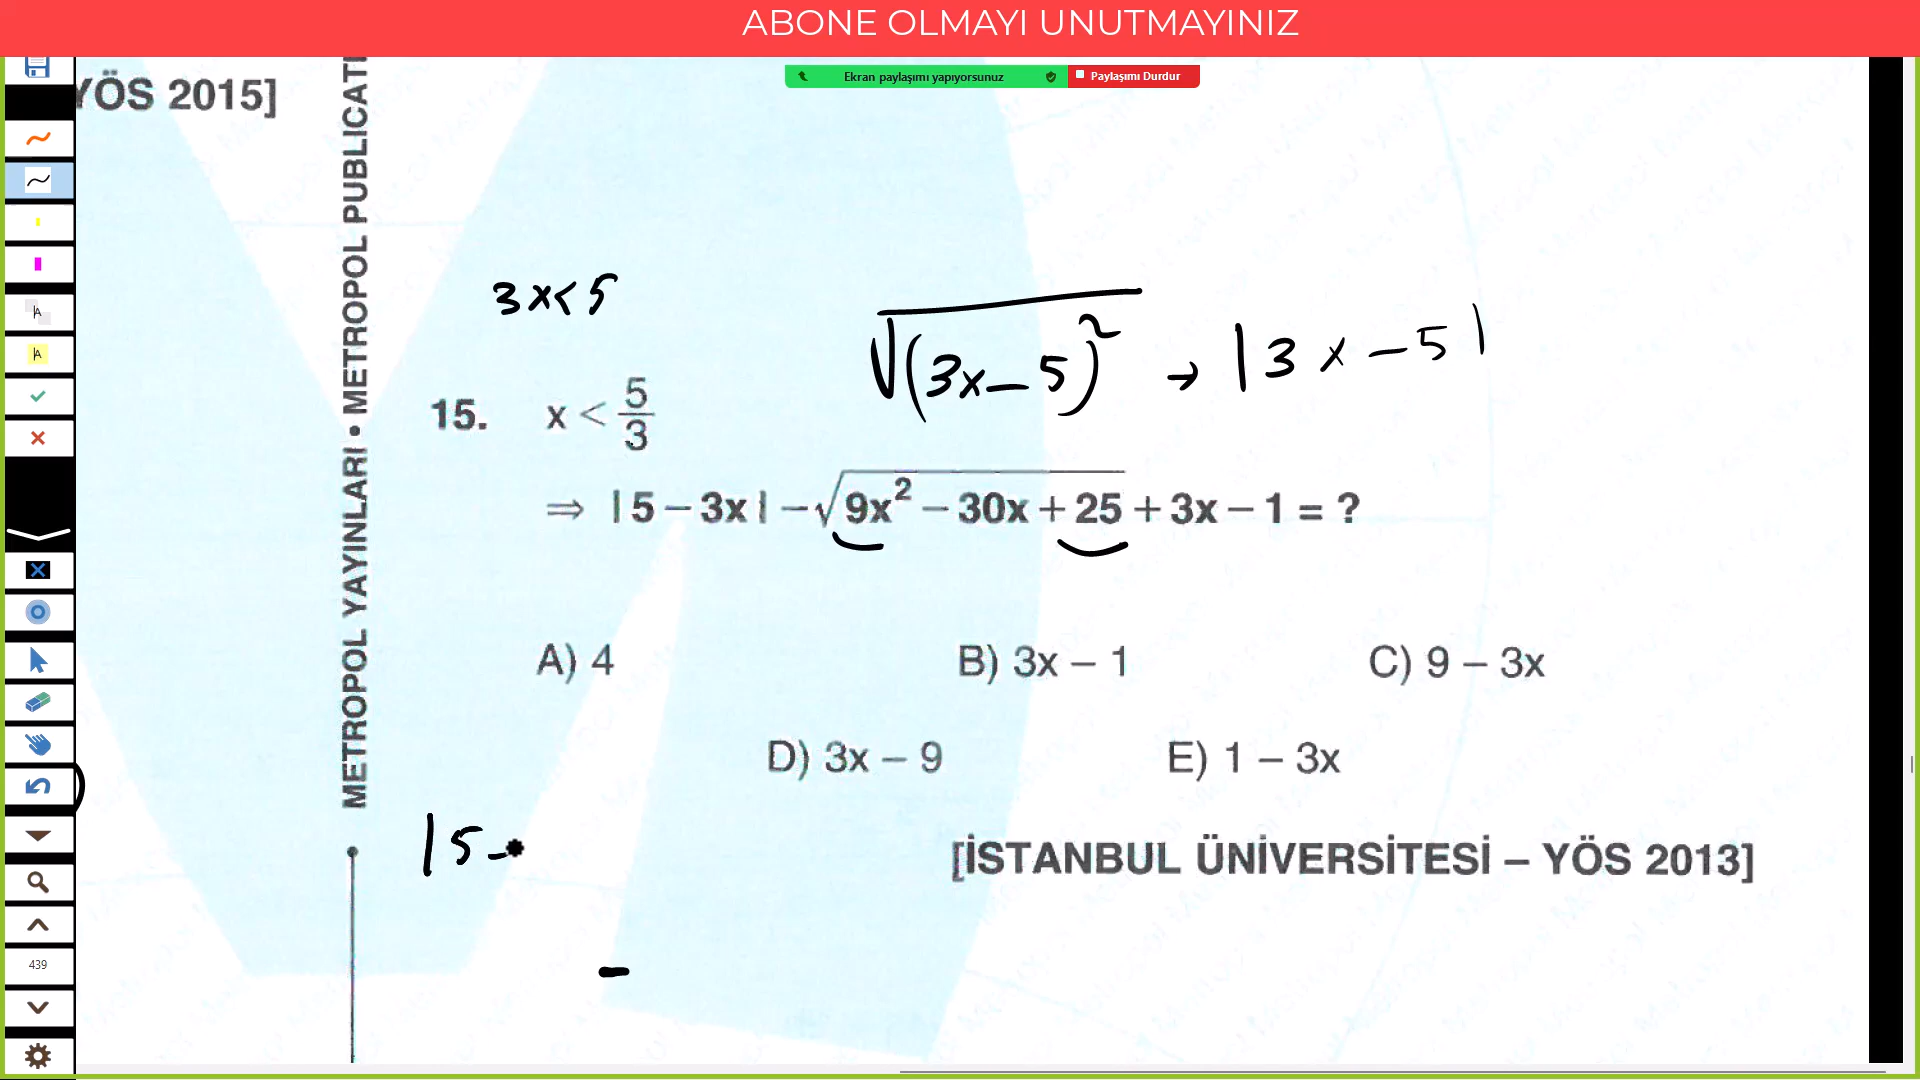 ABONE OLMAYI UNUTMAYINIZ
Ekran paylaşımı yapıyorsunuz
Paylaşımı Durdur
YÖS 2015]
METROPOL YAYINLARI • METROPOL PUBLICATI
3x<5
√(3x-5)² → |3x-5|
15. x < 5/3
⇒ |5 – 3x| – √9x² – 30x + 25 + 3x – 1 = ?
A) 4
B) 3x – 1
C) 9 – 3x
D) 3x – 9
E) 1 – 3x
|5-
-
[İSTANBUL ÜNİVERSİTESİ – YÖS 2013]
A
A
439